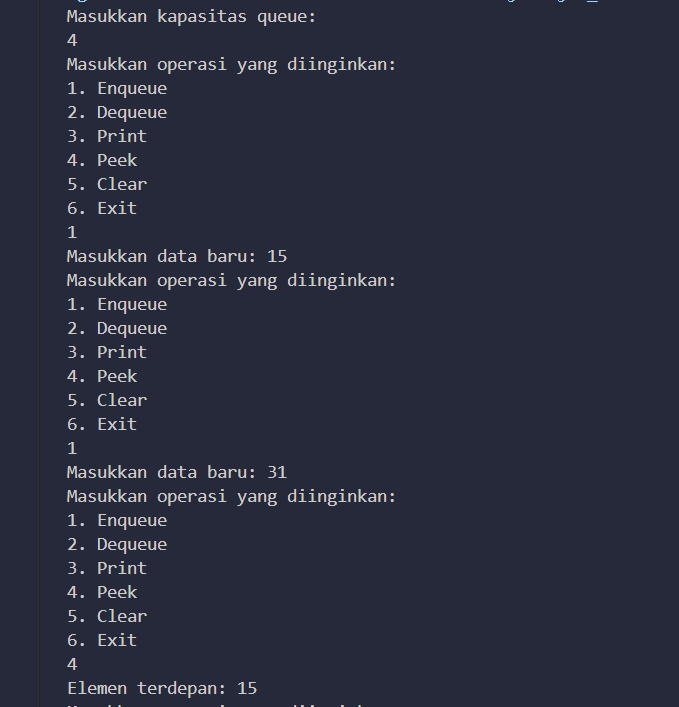 Masukkan kapasitas queue:
4
Masukkan operasi yang diinginkan:
1. Enqueue
2. Dequeue
3. Print
4. Peek
5. Clear
6. Exit
1
Masukkan data baru: 15
Masukkan operasi yang diinginkan:
1. Enqueue
2. Dequeue
3. Print
4. Peek
5. Clear
6. Exit
1
Masukkan data baru: 31
Masukkan operasi yang diinginkan:
1. Enqueue
2. Dequeue
3. Print
4. Peek
5. Clear
6. Exit
4
Elemen terdepan: 15